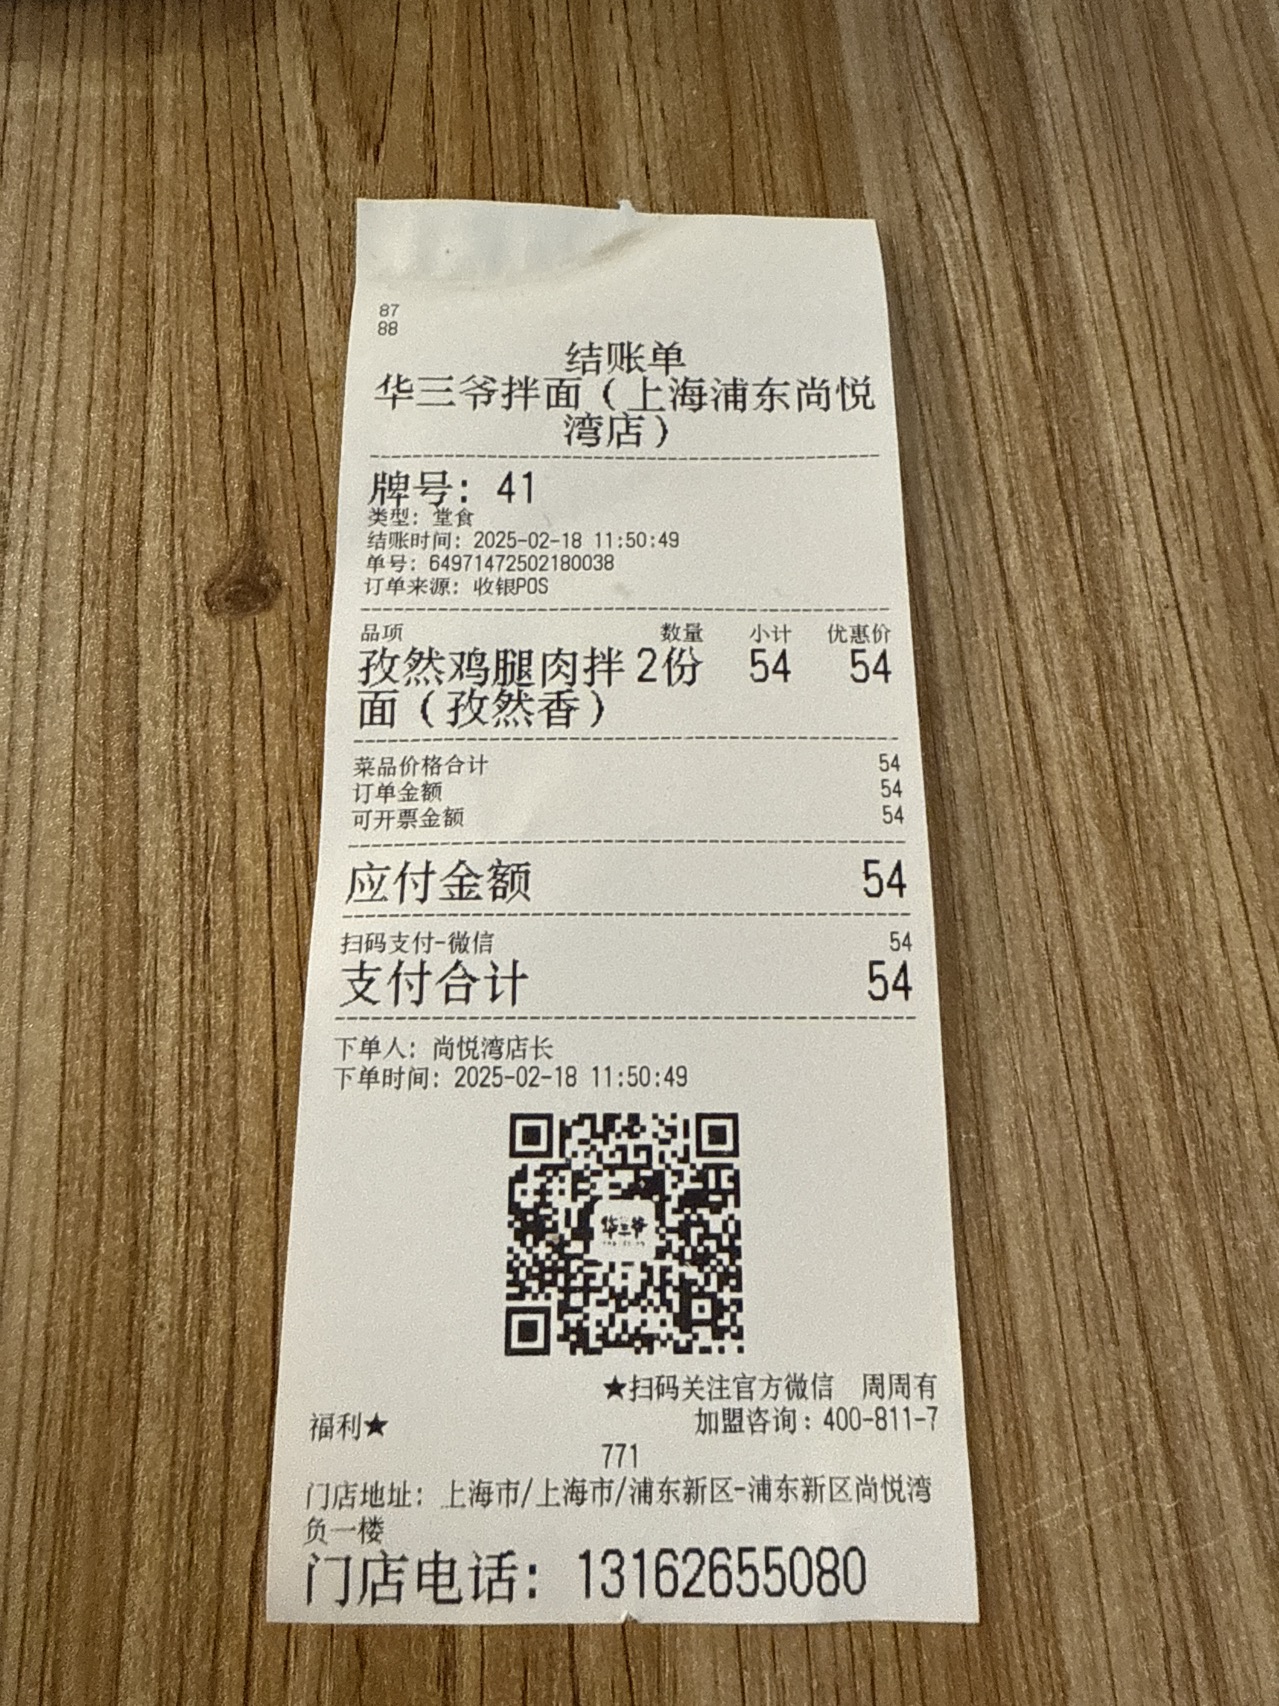 87
88
结账单
华三爷拌面（上海浦东尚悦
湾店）
牌号：41
类型：堂食
结账时间：2025-02-18 11:50:49
单号：64971472502180038
订单来源：收银POS
品项 数量 小计 优惠价
孜然鸡腿肉拌 2份 54 54
面（孜然香）
菜品价格合计 54
订单金额 54
可开票金额 54
应付金额 54
扫码支付-微信 54
支付合计 54
下单人：尚悦湾店长
下单时间：2025-02-18 11:50:49
华三爷
★扫码关注官方微信 周周有
福利★ 加盟咨询：400-811-7
771
门店地址：上海市/上海市/浦东新区-浦东新区尚悦湾
负一楼
门店电话：13162655080